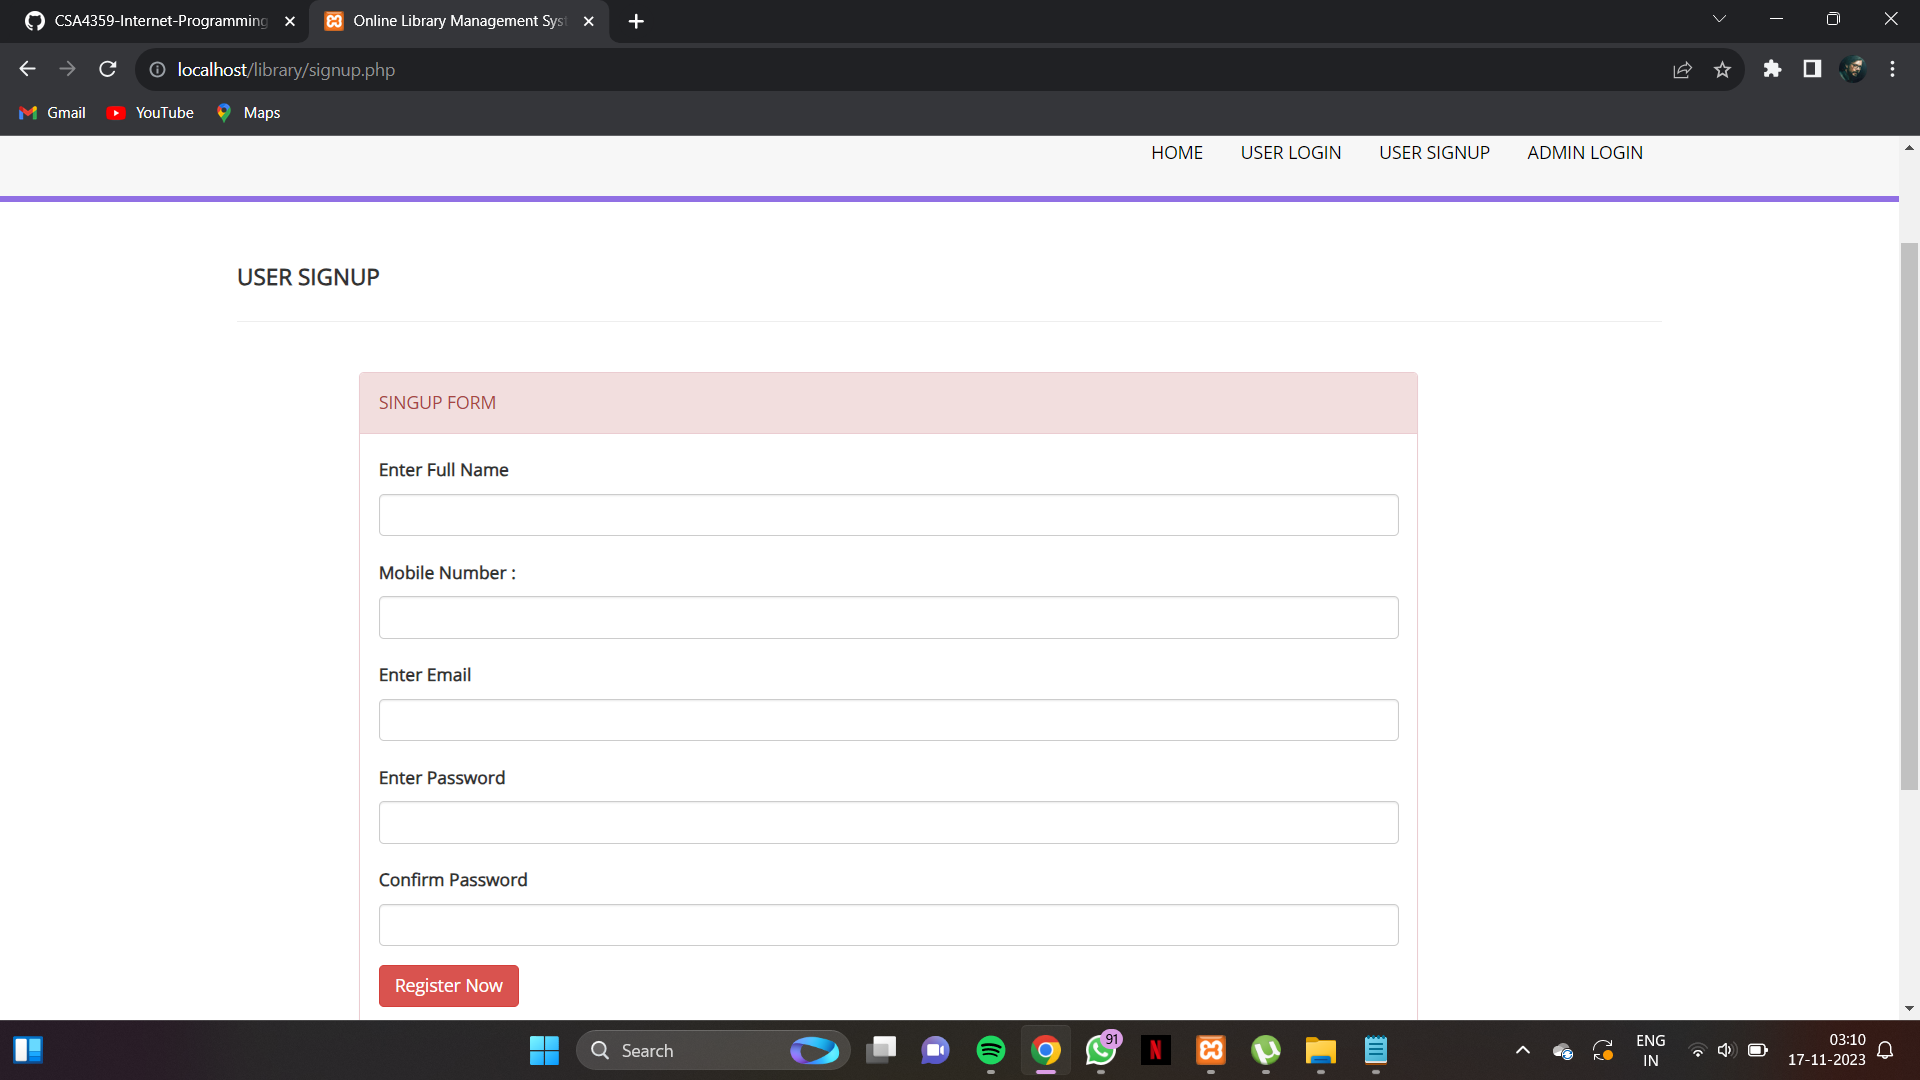 CSA4359-Internet-Programming
Online Library Management Sys
localhost/library/signup.php
Gmail
YouTube
Maps
HOME
USER LOGIN
USER SIGNUP
ADMIN LOGIN
USER SIGNUP
SINGUP FORM
Enter Full Name
Mobile Number :
Enter Email
Enter Password
Confirm Password
Register Now
Search
91
N
ENG
IN
03:10
17-11-2023